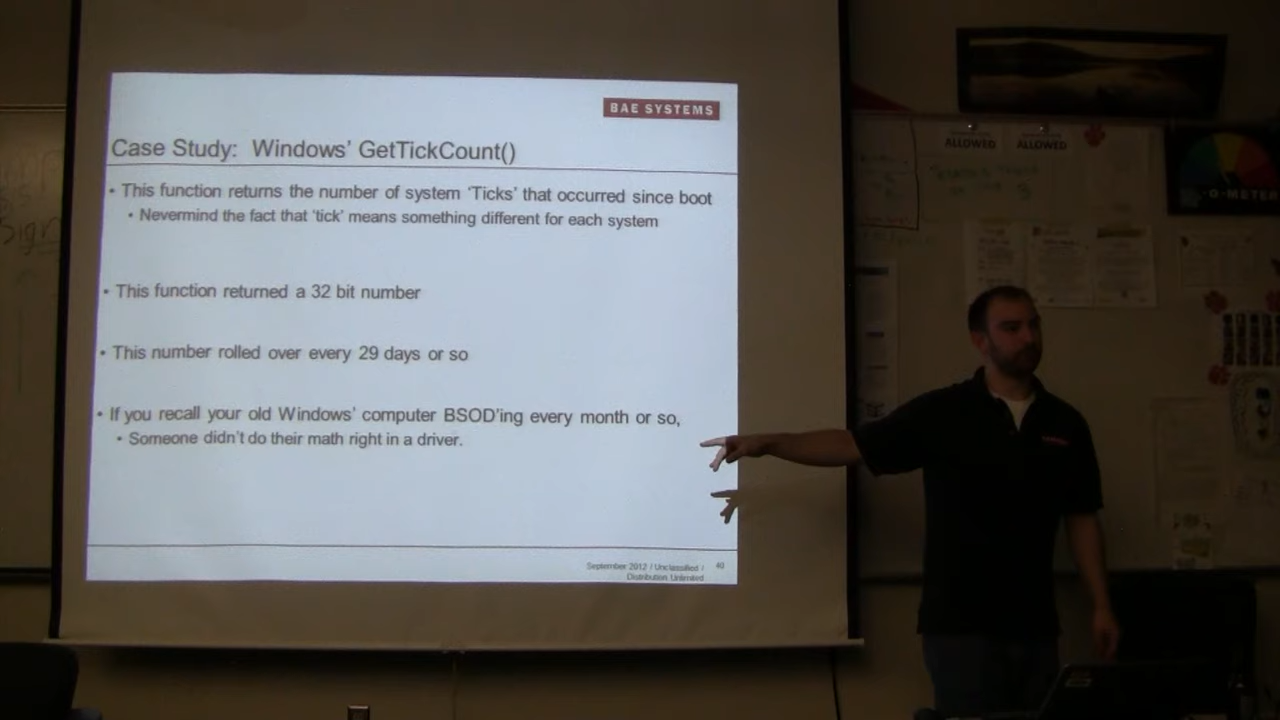 BAE SYSTEMS
Case Study: Windows' GetTickCount()
• This function returns the number of system 'Ticks' that occurred since boot
• Nevermind the fact that 'tick' means something different for each system
• This function returned a 32 bit number
• This number rolled over every 29 days or so
• If you recall your old Windows' computer BSOD'ing every month or so,
• Someone didn't do their math right in a driver.
September 2012 / Unclassified /
Distribution Unlimited
40
ALLOWED
ALLOWED
-O-METER
Sign